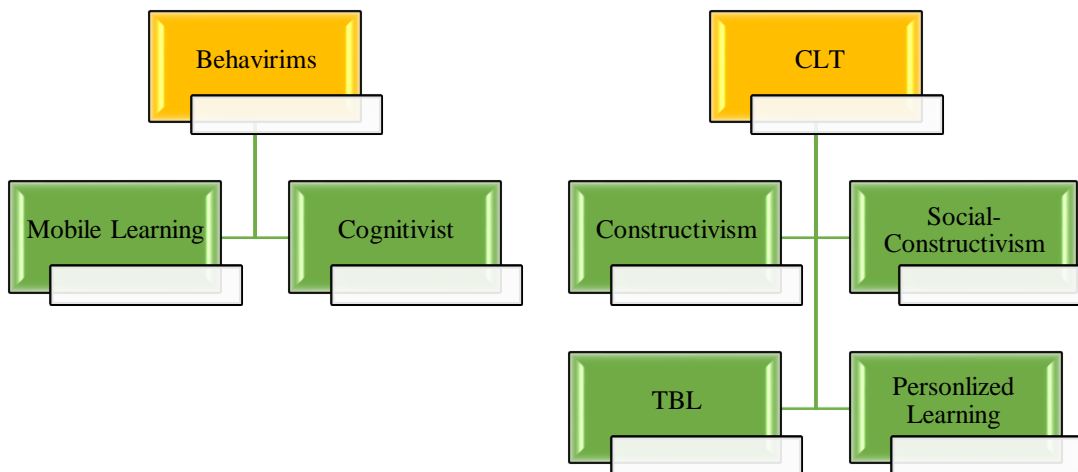 Behavirims
CLT
Mobile Learning
Cognitivist
Constructivism
Social-
Constructivism
TBL
Personlized
Learning